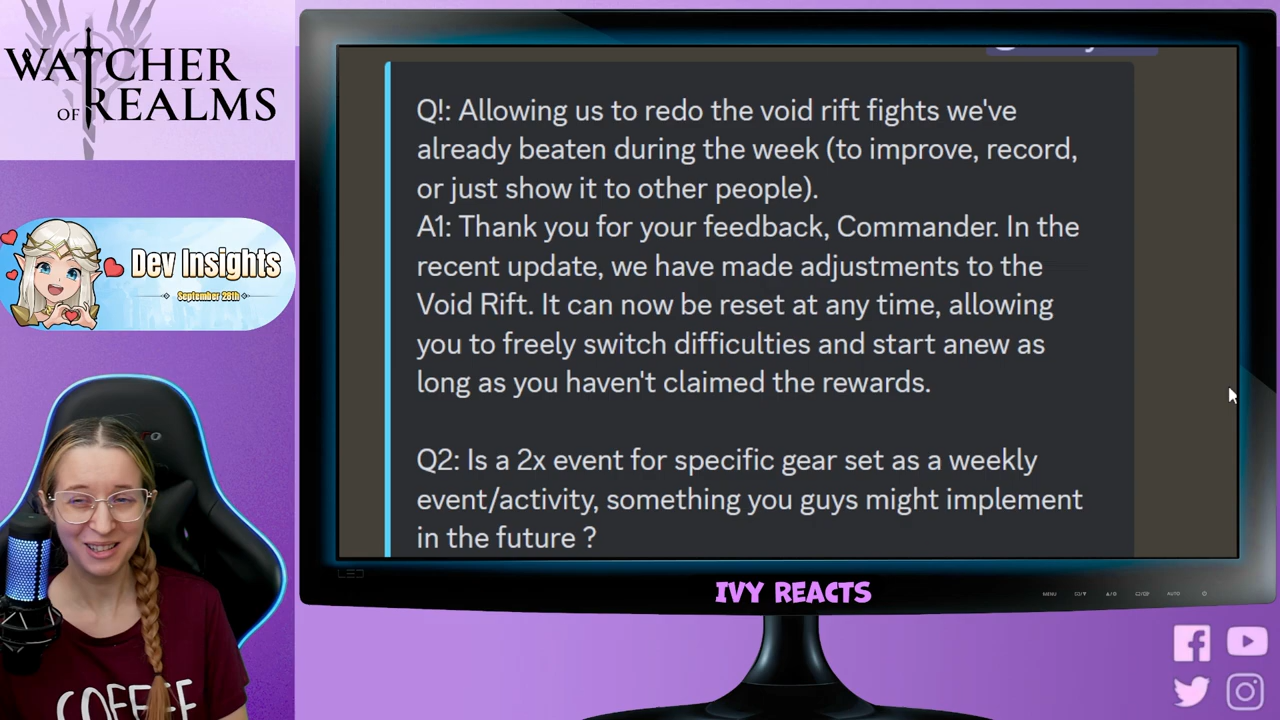 WATCHER
OF REALMS
Dev Insights
September 28th
Q!: Allowing us to redo the void rift fights we've
already beaten during the week (to improve, record,
or just show it to other people).
A1: Thank you for your feedback, Commander. In the
recent update, we have made adjustments to the
Void Rift. It can now be reset at any time, allowing
you to freely switch difficulties and start anew as
long as you haven't claimed the rewards.
Q2: Is a 2x event for specific gear set as a weekly
event/activity, something you guys might implement
in the future ?
IVY REACTS
MENU
AUTO
COFFEE